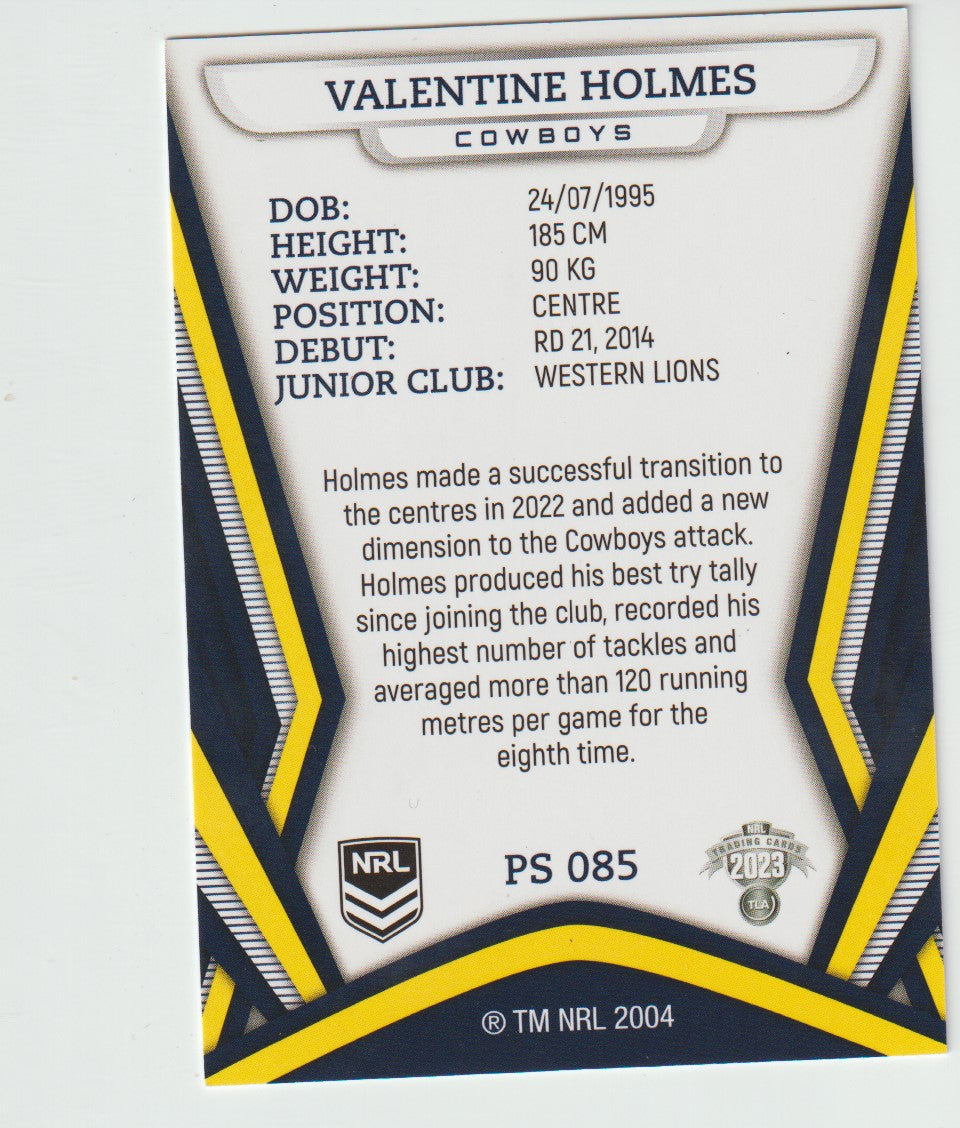 VALENTINE HOLMES
COWBOYS
DOB: 24/07/1995
HEIGHT: 185 CM
WEIGHT: 90 KG
POSITION: CENTRE
DEBUT: RD 21, 2014
JUNIOR CLUB: WESTERN LIONS
Holmes made a successful transition to
the centres in 2022 and added a new
dimension to the Cowboys attack.
Holmes produced his best try tally
since joining the club, recorded his
highest number of tackles and
averaged more than 120 running
metres per game for the
eighth time.
NRL
PS 085
NRL
TRADING CARDS
2023
TLA
® TM NRL 2004